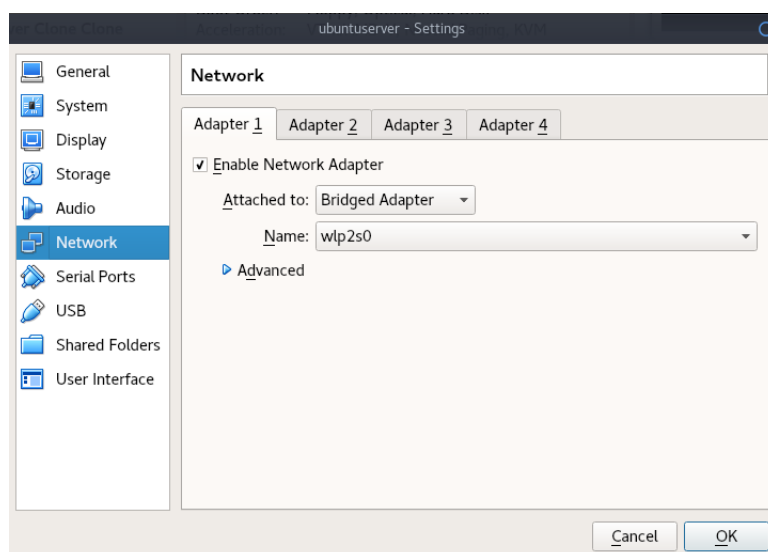 ubuntuserver - Settings
General
System
Display
Storage
Audio
Network
Serial Ports
USB
Shared Folders
User Interface
Network
Adapter 1 Adapter 2 Adapter 3 Adapter 4
Enable Network Adapter
Attached to: Bridged Adapter
Name: wlp2s0
Advanced
Cancel OK